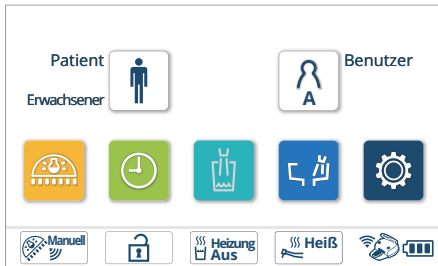 Patient
Benutzer
Erwachsener
A
Manuell
Heizung
Aus
Heiß